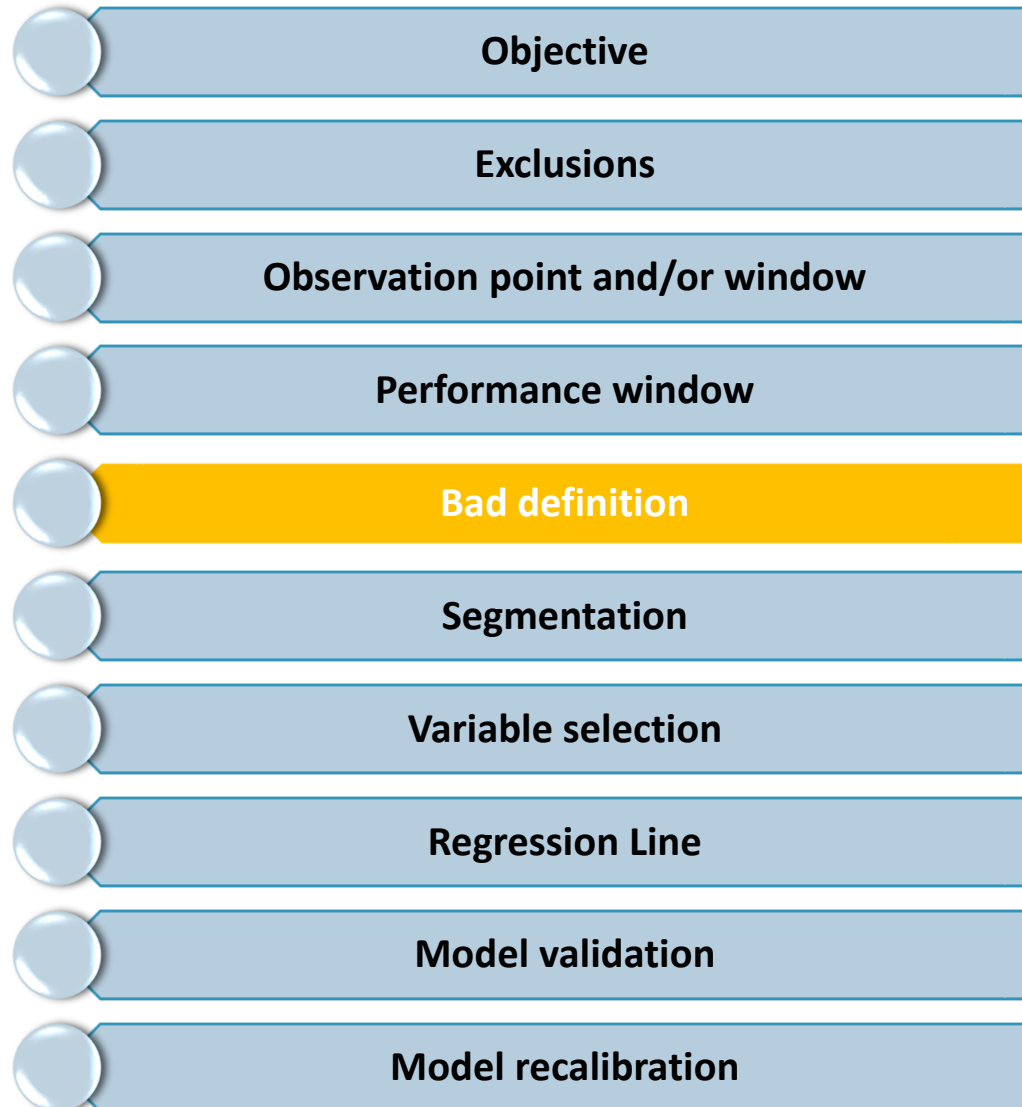 Objective
Exclusions
Observation point and/or window
Performance window
Bad definition
Segmentation
Variable selection
Regression Line
Model validation
Model recalibration